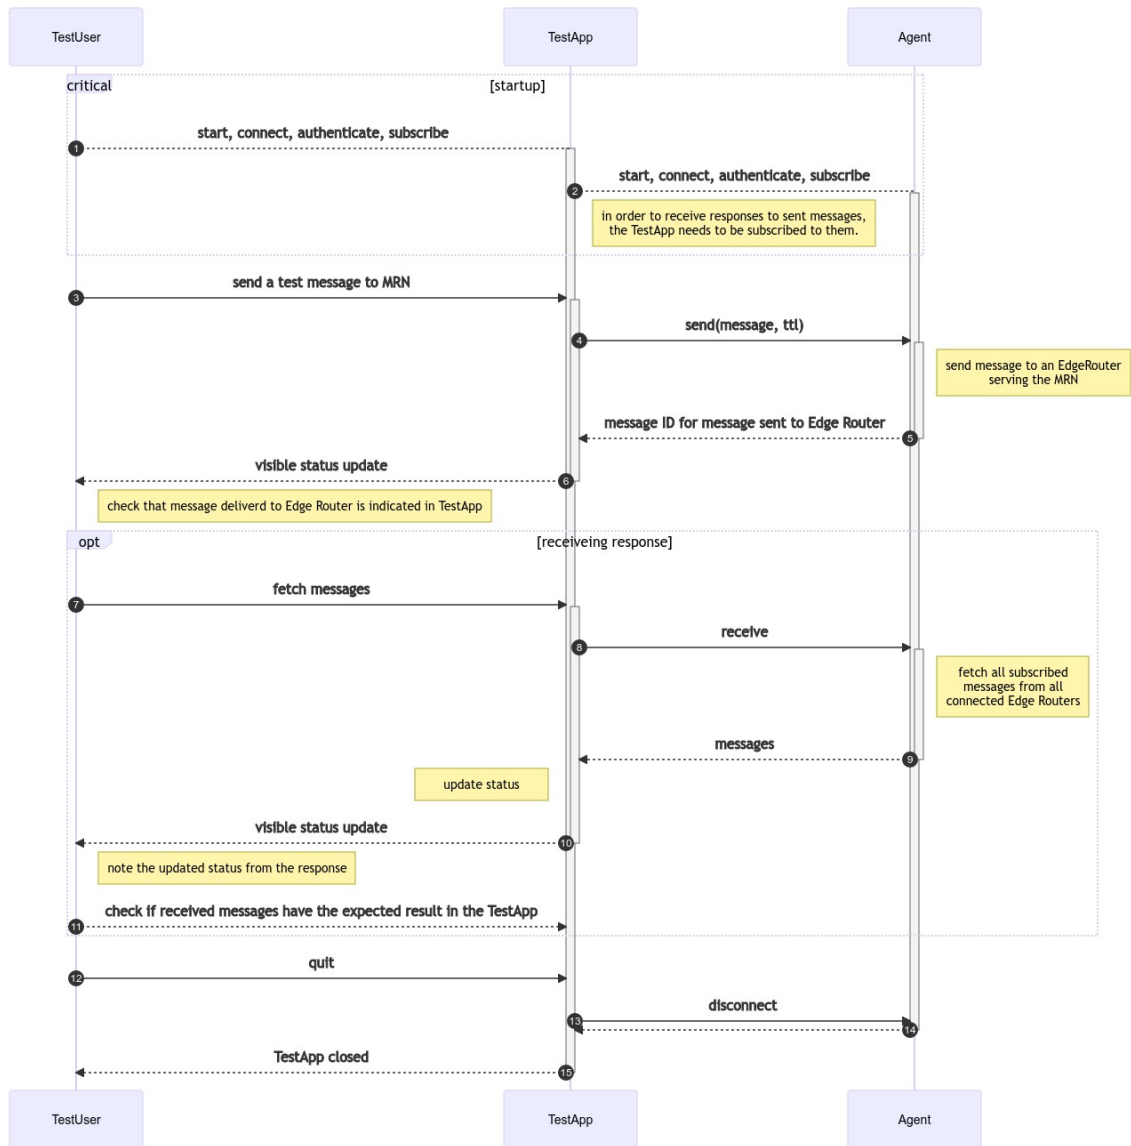 TestUser
TestApp
Agent
critical
[startup]
start, connect, authenticate, subscribe
1
start, connect, authenticate, subscribe
2
in order to receive responses to sent messages,
the TestApp needs to be subscribed to them.
send a test message to MRN
3
send(message, ttl)
4
send message to an EdgeRouter
serving the MRN
message ID for message sent to Edge Router
5
visible status update
6
check that message deliverd to Edge Router is indicated in TestApp
opt
[receiveing response]
fetch messages
7
receive
8
fetch all subscribed
messages from all
connected Edge Routers
messages
9
update status
visible status update
10
note the updated status from the response
check if received messages have the expected result in the TestApp
11
quit
12
disconnect
13
14
TestApp closed
15
TestUser
TestApp
Agent